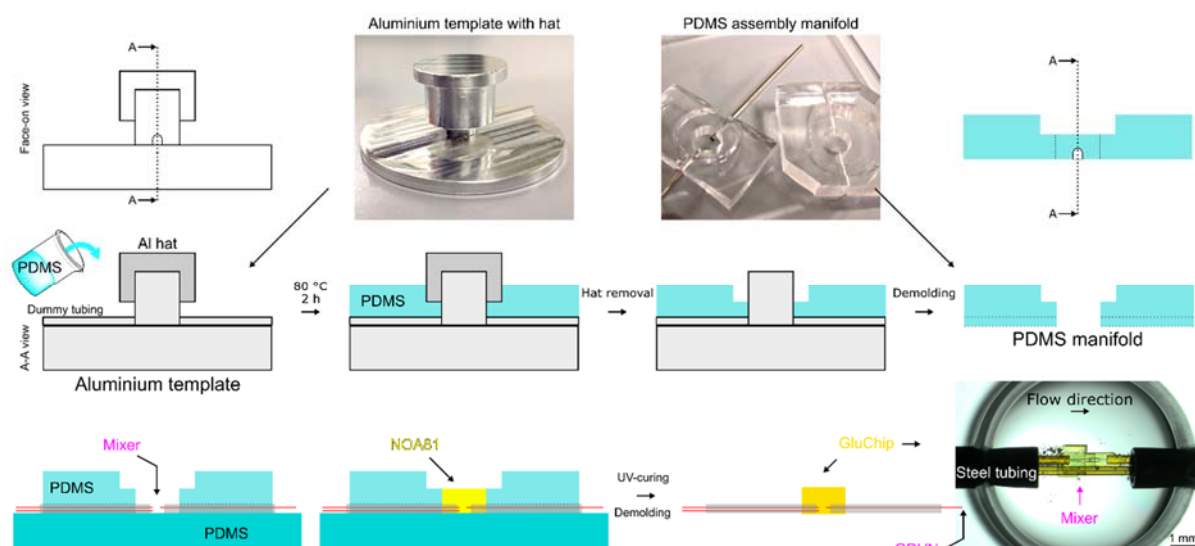 Aluminium template with hat
PDMS assembly manifold
A
A
Face-on view
A
A
PDMS
Al hat
Dummy tubing
A-A view
Aluminium template
80 °C
2 h
PDMS
Hat removal
Demolding
PDMS manifold
Mixer
PDMS
PDMS
NOA81
UV-curing
Demolding
GluChip
Flow direction
Steel tubing
Mixer
1 mm